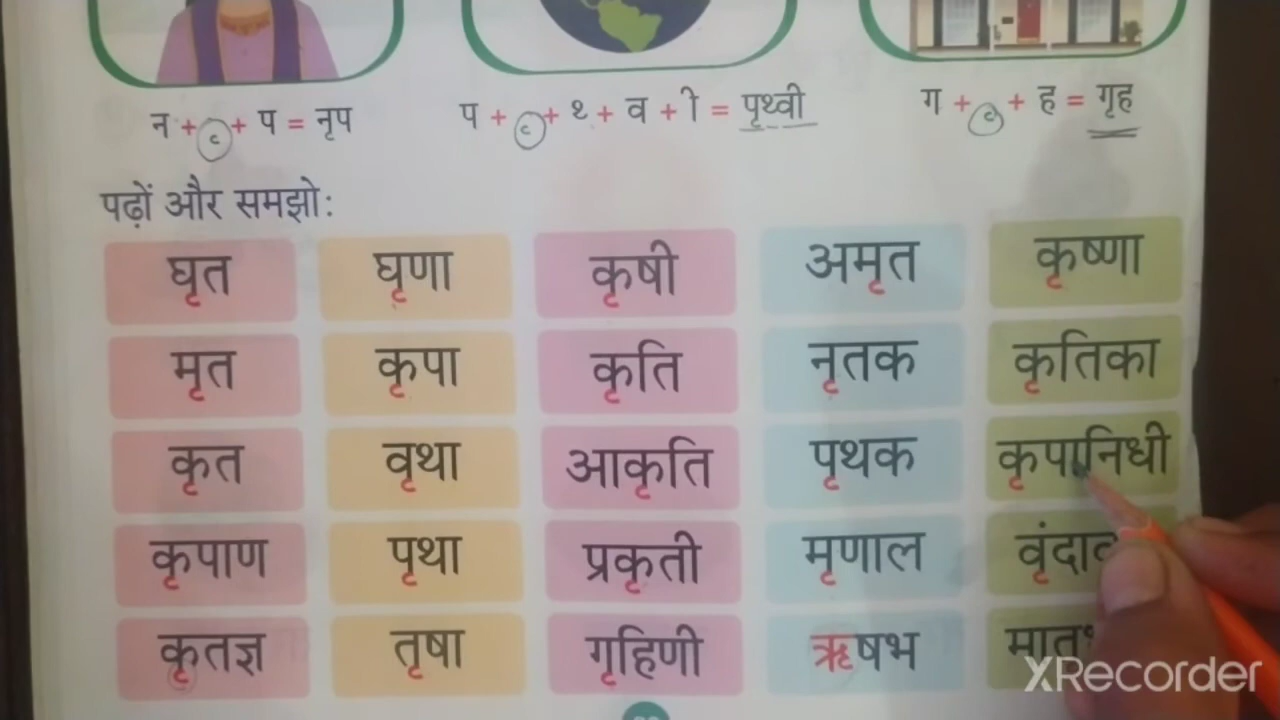 न + ृ + प = नृप
प + ृ + थ् + व + ी = पृथ्वी
ग + ृ + ह = गृह
पढ़ों और समझो:
घृत घृणा कृषी अमृत कृष्णा
मृत कृपा कृति नृतक कृतिका
कृत वृथा आकृति पृथक कृपानिधी
कृपाण पृथा प्रकृती मृणाल
कृतज्ञ तृषा गृहिणी ऋषभ
XRecorder